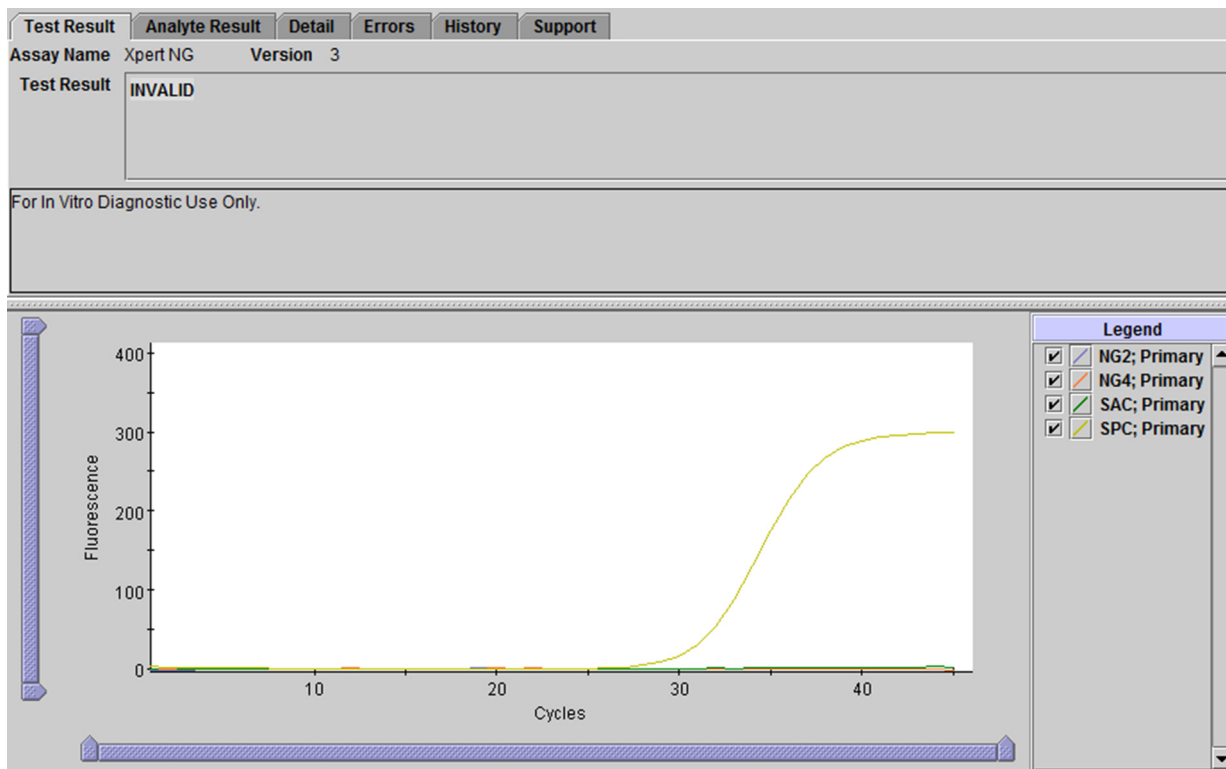 Test Result Analyte Result Detail Errors History Support
Assay Name Xpert NG Version 3
Test Result INVALID
For In Vitro Diagnostic Use Only.
Legend
NG2; Primary
NG4; Primary
SAC; Primary
SPC; Primary
400
300
200
100
0
Fluorescence
10 20 30 40
Cycles